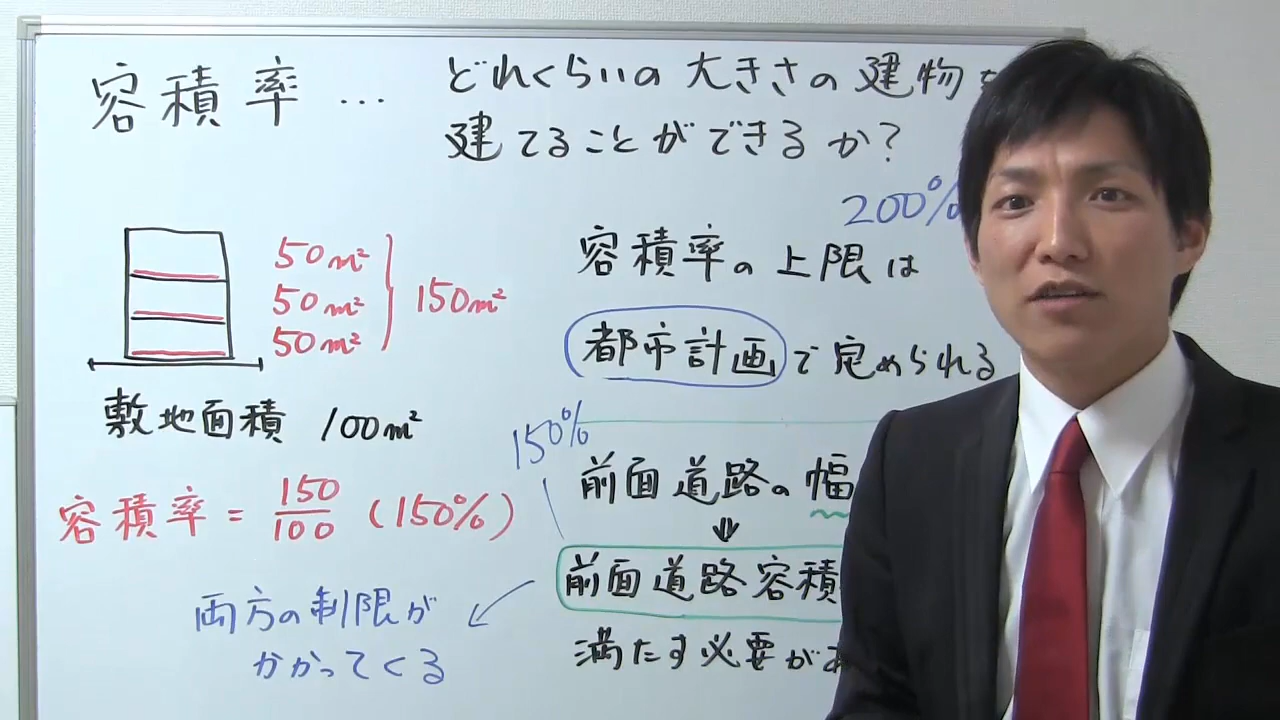 容積率 … どれくらいの大きさの建物を
建てることができるか?
200%
容積率の上限は
都市計画で定められる
50m²
50m²
50m²
150m²
敷地面積 100m²
容積率 = 150/100 (150%)
150%
前面道路の幅
⇓
前面道路容積
満たす必要があ
両方の制限が
かかってくる